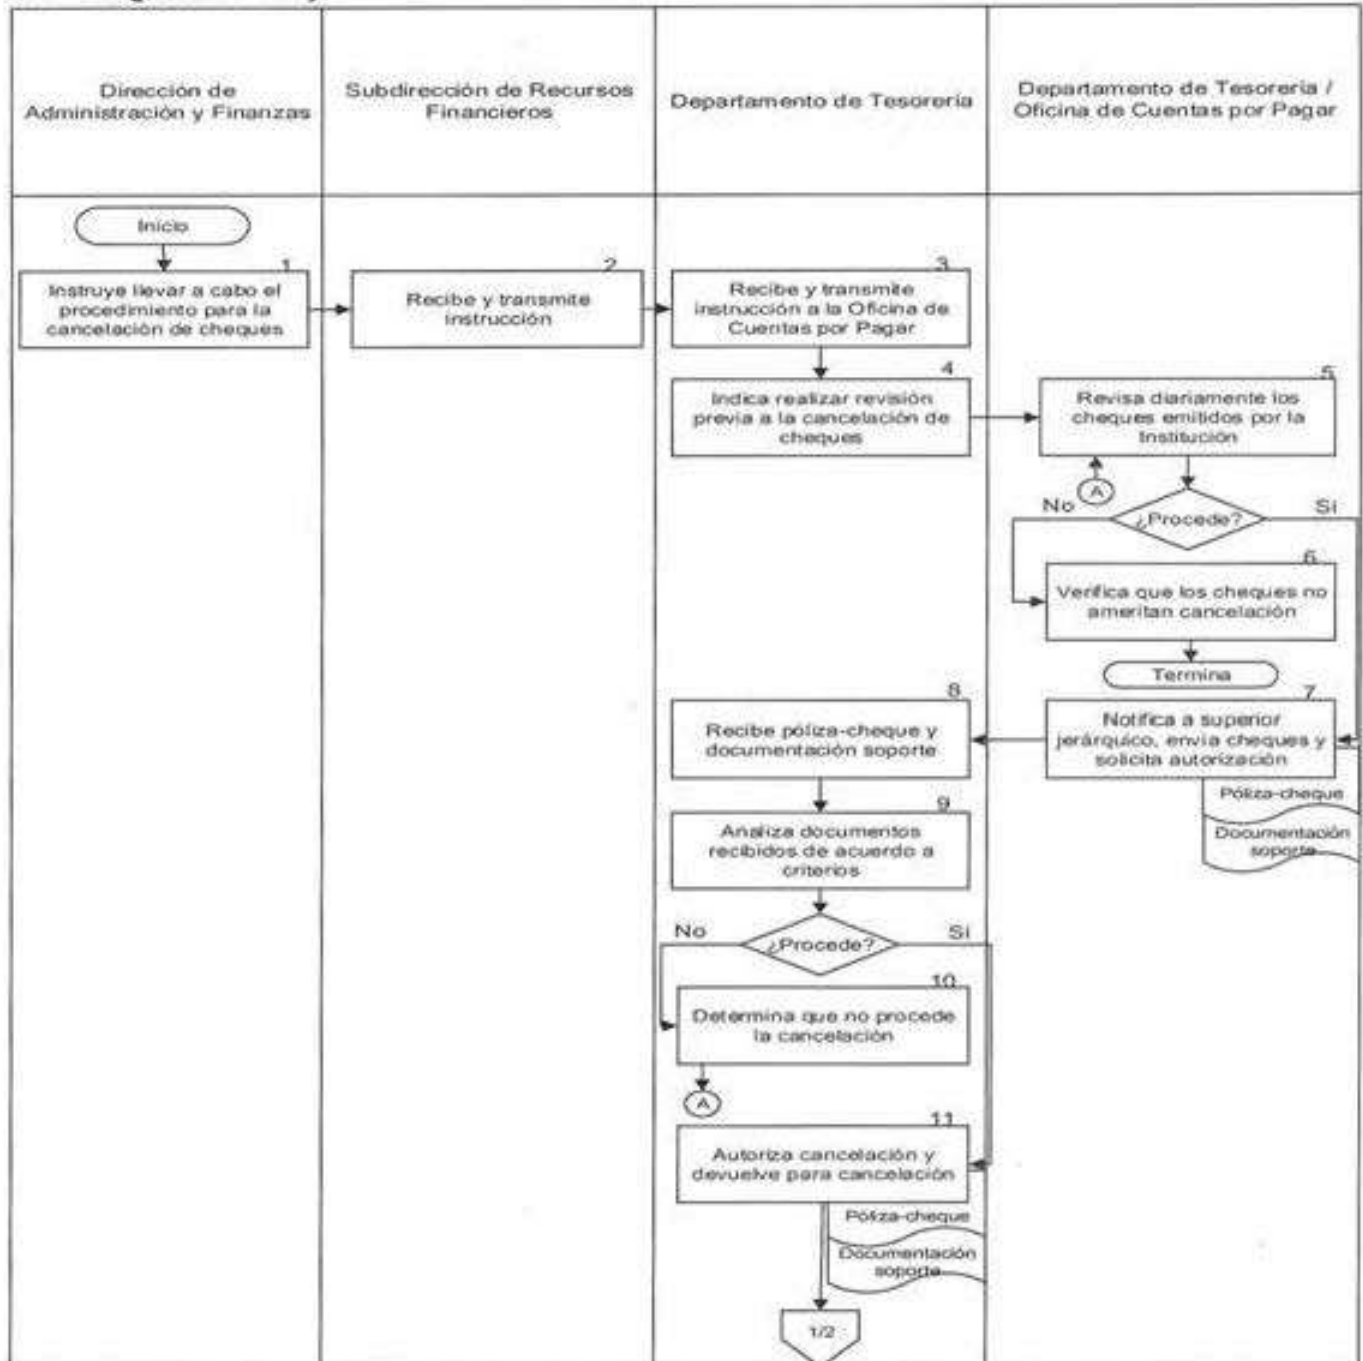 Dirección de
Administración y Finanzas
Subdirección de Recursos
Financieros
Departamento de Tesorería
Departamento de Tesorería /
Oficina de Cuentas por Pagar
Inicio
1
Instruye llevar a cabo el
procedimiento para la
cancelación de cheques
2
Recibe y transmite
instrucción
3
Recibe y transmite
instrucción a la Oficina de
Cuentas por Pagar
4
Indica realizar revisión
previa a la cancelación de
cheques
5
Revisa diariamente los
cheques emitidos por la
Institución
A
No
¿Procede?
Si
6
Verifica que los cheques no
ameritan cancelación
Termina
7
Notifica a superior
jerárquico, envía cheques y
solicita autorización
Póliza-cheque
Documentación
soporte
8
Recibe póliza-cheque y
documentación soporte
9
Analiza documentos
recibidos de acuerdo a
criterios
No
¿Procede?
Si
10
Determina que no procede
la cancelación
A
11
Autoriza cancelación y
devuelve para cancelación
Póliza-cheque
Documentación
soporte
1/2